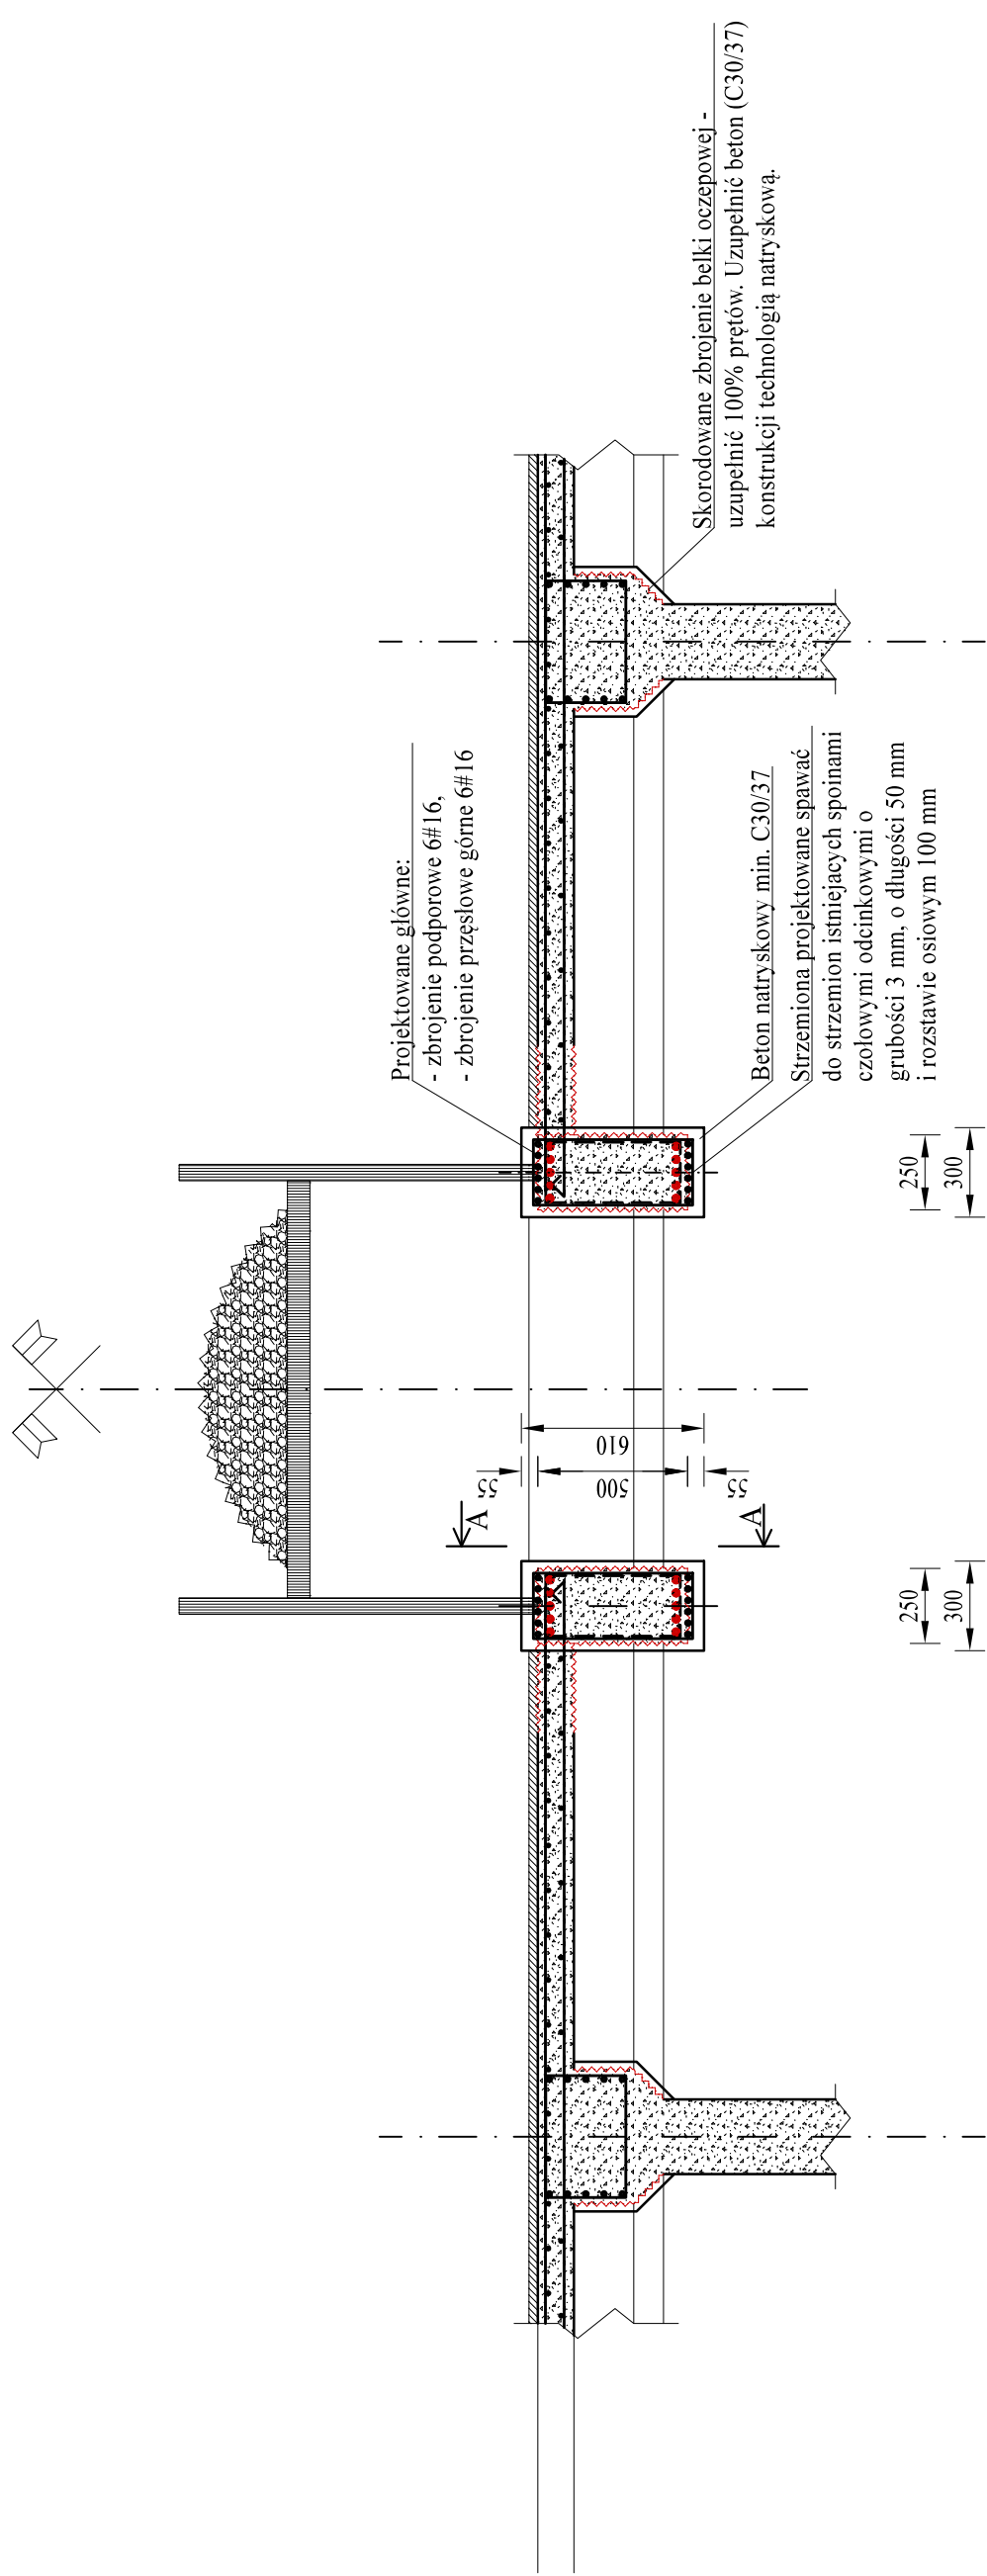 Skorodowane zbrojenie belki oczepowej -
uzupełnić 100% prętów. Uzupełnić beton (C30/37)
konstrukcji technologią natryskową.
Projektowane główne:
- zbrojenie podporowe 6#16,
- zbrojenie przęsłowe górne 6#16
Beton natryskowy min. C30/37
Strzemiona projektowane spawać
do strzemion istniejacych spoinami
czołowymi odcinkowymi o
grubości 3 mm, o długości 50 mm
i rozstawie osiowym 100 mm
250
300
610
55
500
55
A
A
250
300